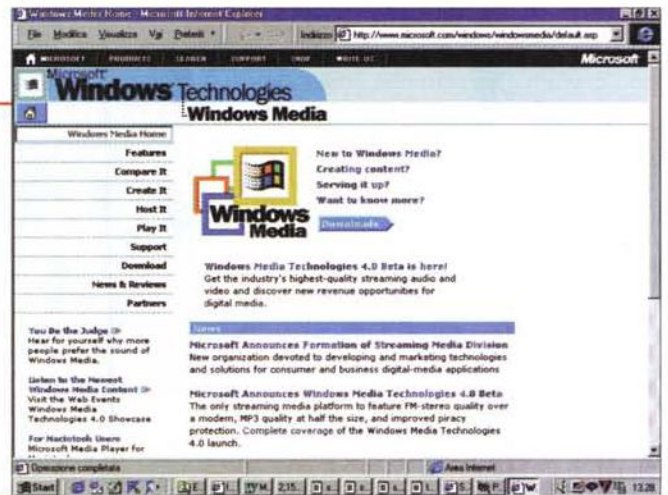 Windows Media Home - Microsoft Internet Explorer
File Modifica Visualizza Vai Preferiti
Indirizzo http://www.microsoft.com/windows/windowsmedia/default.asp
MICROSOFT PRODUCTS SEARCH SUPPORT SHOP WRITE US Microsoft
Microsoft
Windows Technologies
Windows Media
Windows Media Home
Features
Compare It
Create It
Host It
Play It
Support
Download
News & Reviews
Partners
You Be the Judge
Hear for yourself why more
people prefer the sound of
Windows Media.
Listen to the Newest
Windows Media Content
Visit the Web Events
Windows Media
Technologies 4.0 Showcase
For Macintosh Users
Microsoft Media Player for
Windows
Media
New to Windows Media?
Creating content?
Serving it up?
Want to know more?
Downloads
Windows Media Technologies 4.0 Beta is here!
Get the industry's highest-quality streaming audio and
video and discover new revenue opportunities for
digital media.
News
Microsoft Announces Formation of Streaming Media Division
New organization devoted to developing and marketing technologies
and solutions for consumer and business digital-media applications
Microsoft Announces Windows Media Technologies 4.0 Beta
The only streaming media platform to feature FM-stereo quality over
a modem, MP3 quality at half the size, and improved piracy
protection. Complete coverage of the Windows Media Technologies
4.0 launch.
Operazione completata Area Internet
Start 13.28